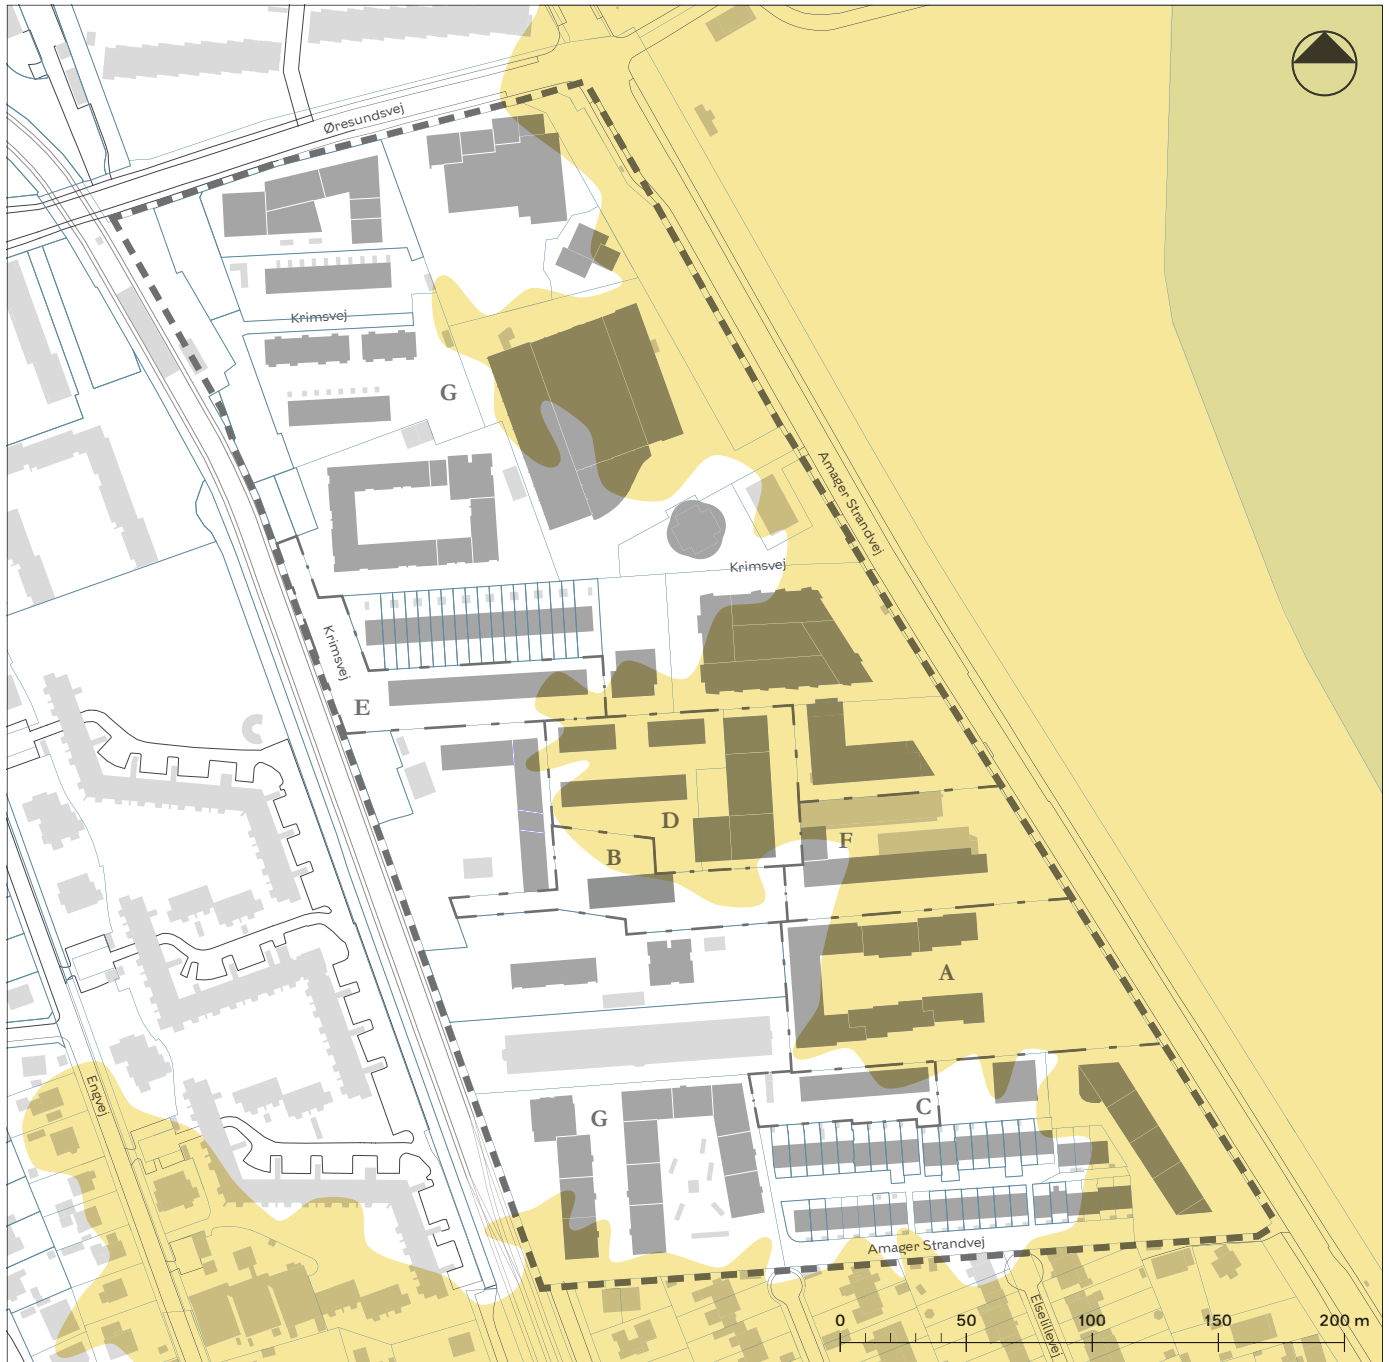 Øresundsvej
Krimsvej
G
Amager Strandvej
Krimsvej
Krimsvej
E
D
F
B
A
Engvej
G
C
Amager Strandvej
Elselillevej
0 50 100 150 200 m